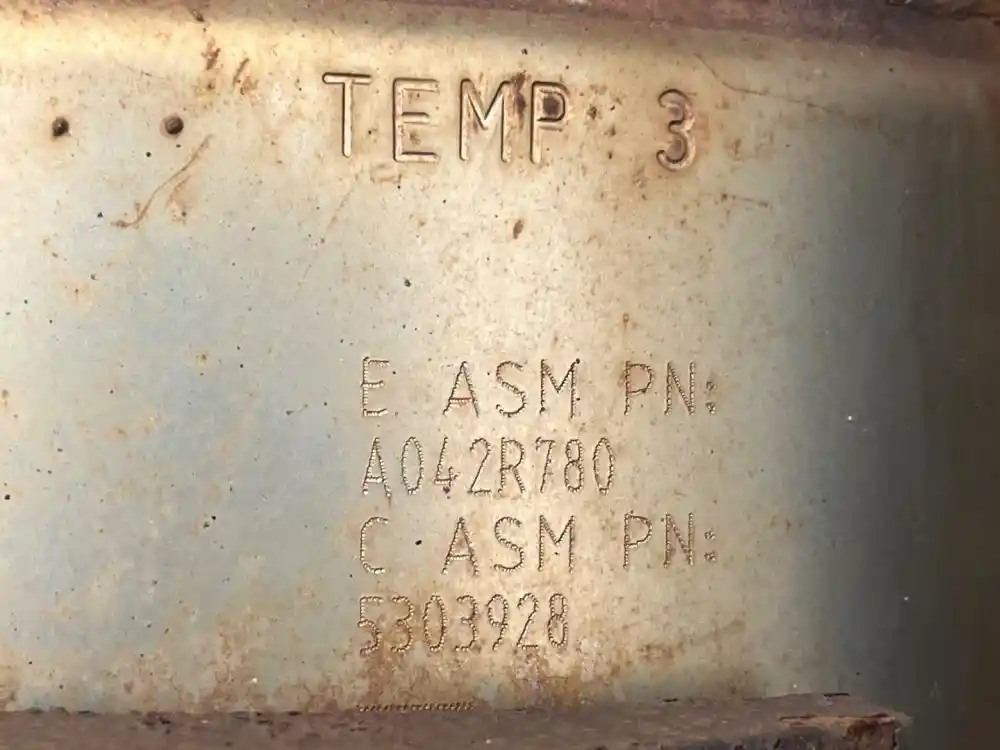 TEMP 3
E ASM PN:
A042R780
C ASM PN:
5303928